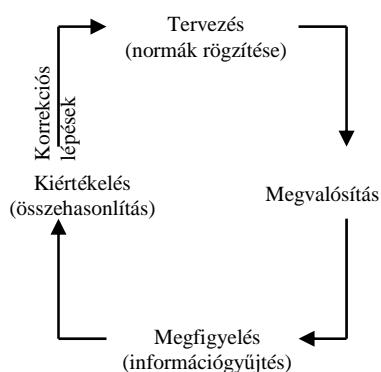 Tervezés
(normák rögzítése)
Korrekciós
lépések
Kiértékelés
(összehasonlítás)
Megvalósítás
Megfigyelés
(információgyűjtés)